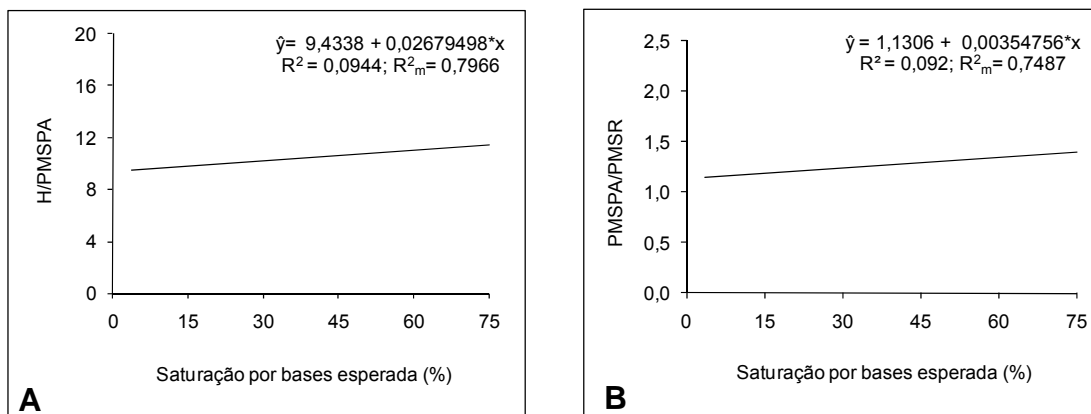 ŷ= 9,4338 + 0,02679498*x
R² = 0,0944; R²m= 0,7966
20
16
12
8
4
0
H/PMSPA
0 15 30 45 60 75
Saturação por bases esperada (%)
A
ŷ = 1,1306 + 0,00354756*x
R² = 0,092; R²m= 0,7487
2,5
2,0
1,5
1,0
0,5
0,0
PMSPA/PMSR
0 15 30 45 60 75
Saturação por bases esperada (%)
B